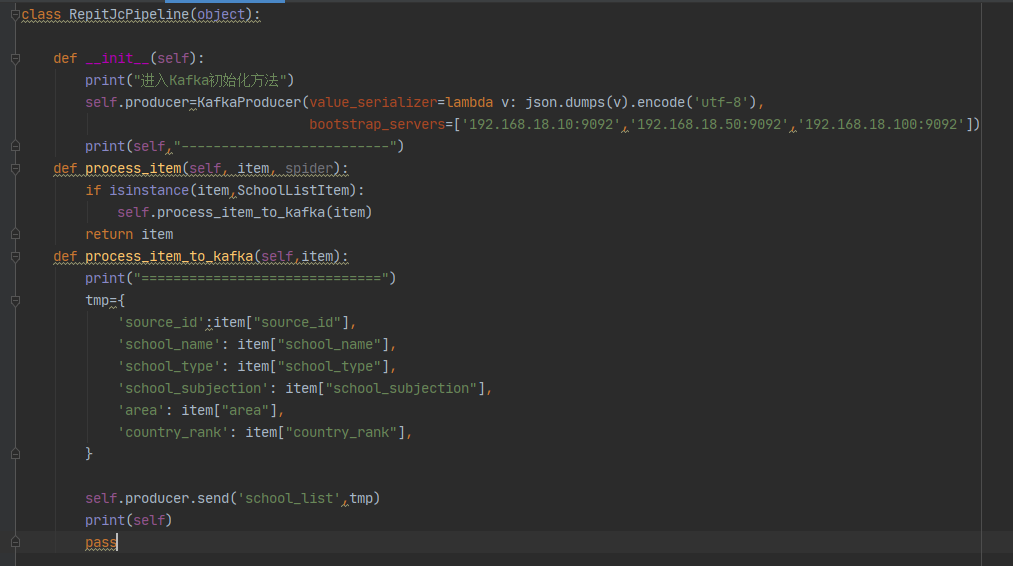 class RepitJcPipeline(object):
def __init__(self):
print("进入Kafka初始化方法")
self.producer=KafkaProducer(value_serializer=lambda v: json.dumps(v).encode('utf-8'),
bootstrap_servers=['192.168.18.10:9092','192.168.18.50:9092','192.168.18.100:9092'])
print(self,"--------------------------")
def process_item(self, item, spider):
if isinstance(item,SchoolListItem):
self.process_item_to_kafka(item)
return item
def process_item_to_kafka(self,item):
print("==============================")
tmp={
'source_id':item["source_id"],
'school_name': item["school_name"],
'school_type': item["school_type"],
'school_subjection': item["school_subjection"],
'area': item["area"],
'country_rank': item["country_rank"],
}
self.producer.send('school_list',tmp)
print(self)
pass